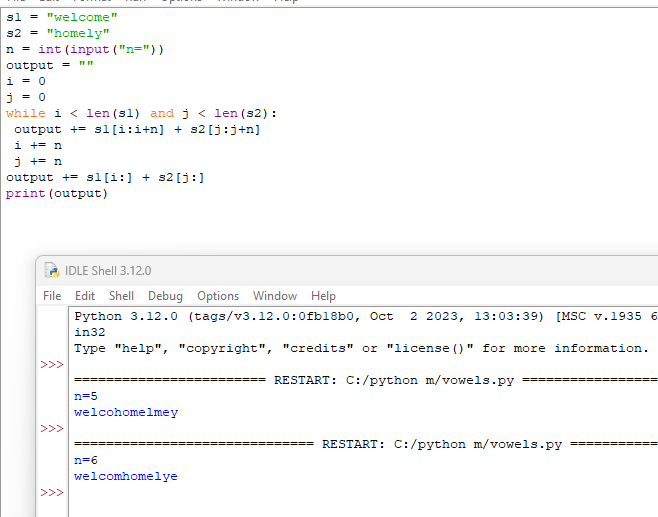 s1 = "welcome"
s2 = "homely"
n = int(input("n="))
output = ""
i = 0
j = 0
while i < len(s1) and j < len(s2):
 output += s1[i:i+n] + s2[j:j+n]
 i += n
 j += n
output += s1[i:] + s2[j:]
print(output)
IDLE Shell 3.12.0
File Edit Shell Debug Options Window Help
Python 3.12.0 (tags/v3.12.0:0fb18b0, Oct  2 2023, 13:03:39) [MSC v.1935 6
in32
Type "help", "copyright", "credits" or "license()" for more information.
>>>
======================== RESTART: C:/python m/vowels.py =================
n=5
welcohomelmey
>>>
============================== RESTART: C:/python m/vowels.py ===========
n=6
welcomhomelye
>>>